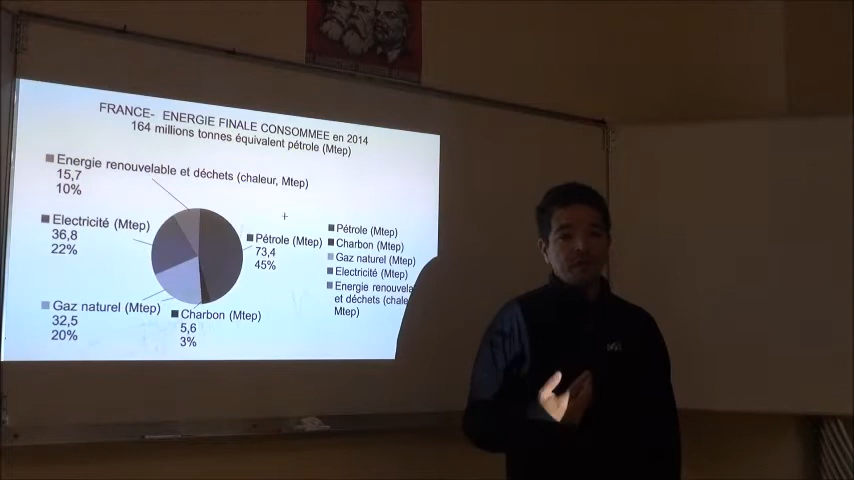 FRANCE- ENERGIE FINALE CONSOMMEE en 2014
164 millions tonnes équivalent pétrole (Mtep)
Energie renouvelable et déchets (chaleur, Mtep)
15,7
10%
Electricité (Mtep)
36,8
22%
Gaz naturel (Mtep)
32,5
20%
Charbon (Mtep)
5,6
3%
Pétrole (Mtep)
73,4
45%
+
Pétrole (Mtep)
Charbon (Mtep)
Gaz naturel (Mtep)
Electricité (Mtep)
Energie renouvela
et déchets (chale
Mtep)